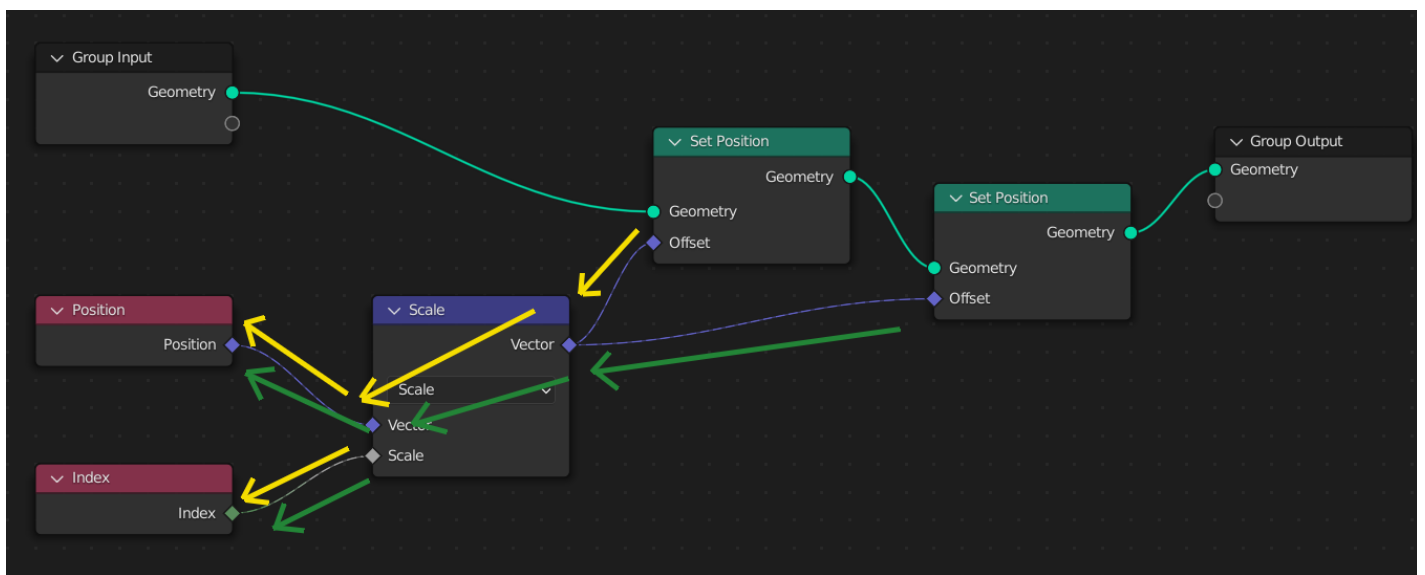 Group Input
Geometry
Set Position
Geometry
Geometry
Offset
Set Position
Geometry
Geometry
Offset
Group Output
Geometry
Position
Position
Scale
Vector
Scale
Vector
Scale
Index
Index